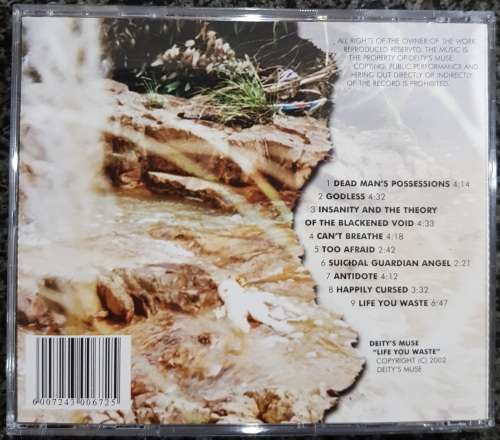 ALL RIGHTS OF THE OWNER OF THE WORK
REPRODUCED RESERVED. THE MUSIC IS
THE PROPERTY OF DEITY'S MUSE.
COPYING, PUBLIC PERFORMANCE AND
HIRING OUT DIRECTLY OR INDIRECTLY
OF THE RECORD IS PROHIBITED.
1 DEAD MAN'S POSSESSIONS 4:14
2 GODLESS 4:32
3 INSANITY AND THE THEORY
OF THE BLACKENED VOID 4:33
4 CAN'T BREATHE 4:18
5 TOO AFRAID 2:42
6 SUICIDAL GUARDIAN ANGEL 2:21
7 ANTIDOTE 4:12
8 HAPPILY CURSED 3:32
9 LIFE YOU WASTE 6:47
DEITY'S MUSE
"LIFE YOU WASTE"
COPYRIGHT (C) 2002
DEITY'S MUSE
6007243006725